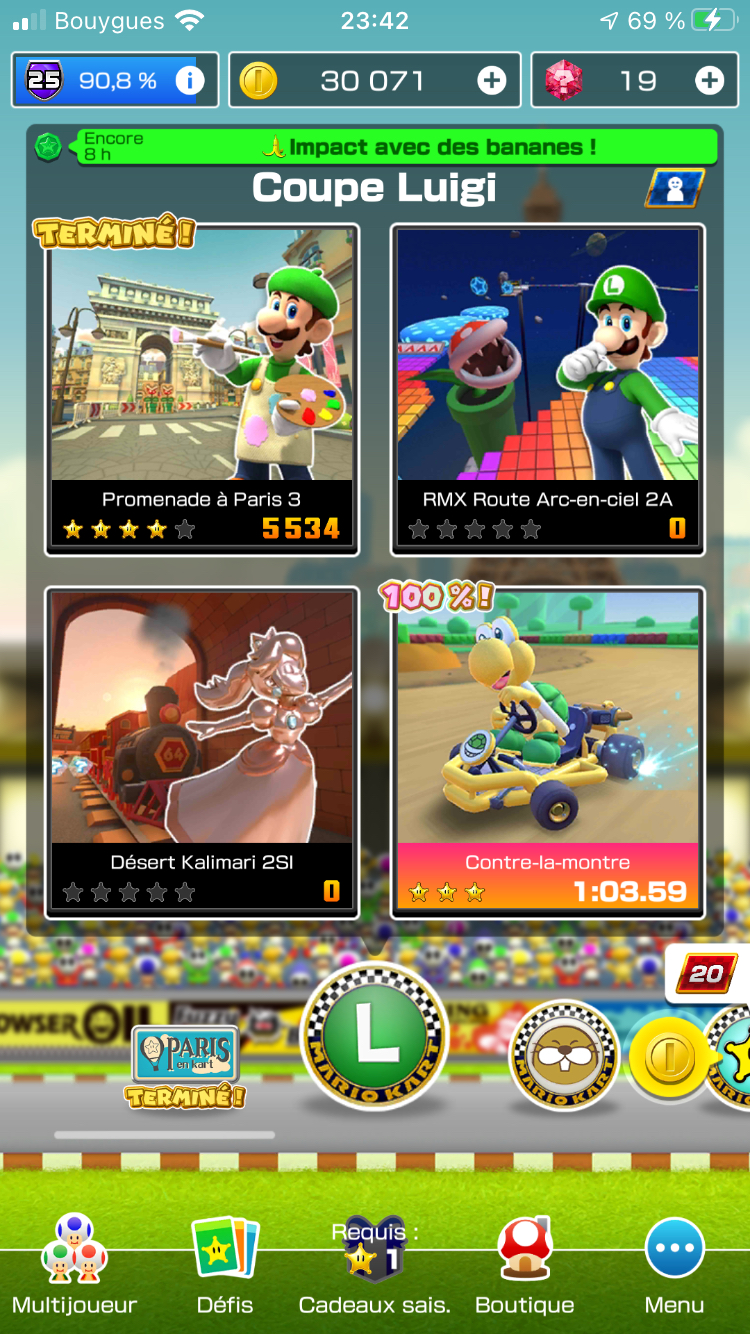 Bouygues 23:42 69 %
25 90,8 % i 30 071 19
Encore
8 h
Impact avec des bananes !
Coupe Luigi
TERMINÉ !
L
Promenade à Paris 3
5534
RMX Route Arc-en-ciel 2A
0
100 %!
64
Désert Kalimari 2SI
0
Contre-la-montre
1:03.59
20
OWSER OIL
PARIS
en kart
TERMINÉ !
L
MARIO KART
MARIO KART
Requis :
1
Multijoueur
Défis
Cadeaux sais.
Boutique
Menu